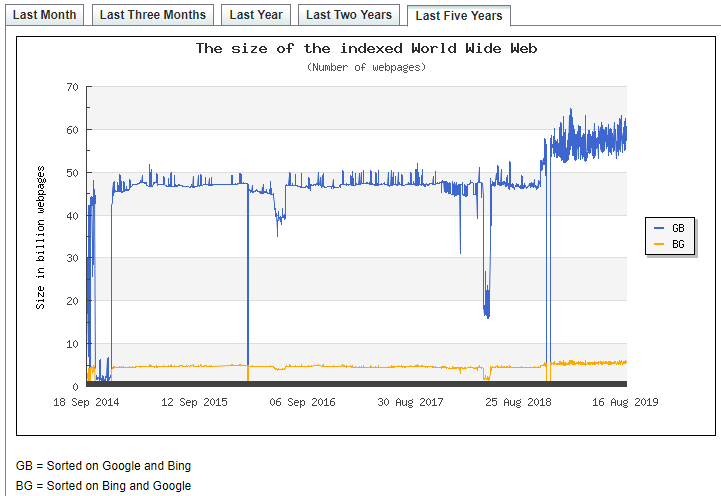 Last Month Last Three Months Last Year Last Two Years Last Five Years
The size of the indexed World Wide Web
(Number of webpages)
Size in billion webpages
70
60
50
40
30
20
10
0
GB
BG
18 Sep 2014 12 Sep 2015 06 Sep 2016 30 Aug 2017 25 Aug 2018 16 Aug 2019
GB = Sorted on Google and Bing
BG = Sorted on Bing and Google